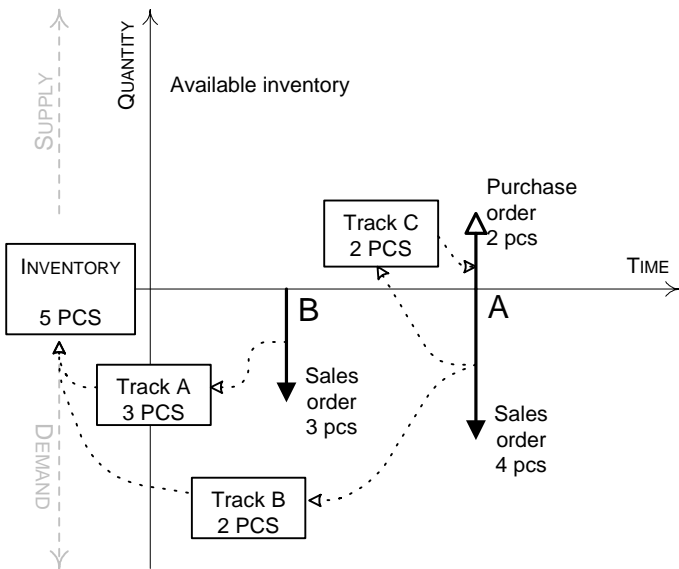 SUPPLY
QUANTITY
Available inventory
Purchase
order
2 pcs
Track C
2 PCS
INVENTORY
5 PCS
TIME
B
A
Track A
3 PCS
Sales
order
3 pcs
Sales
order
4 pcs
DEMAND
Track B
2 PCS